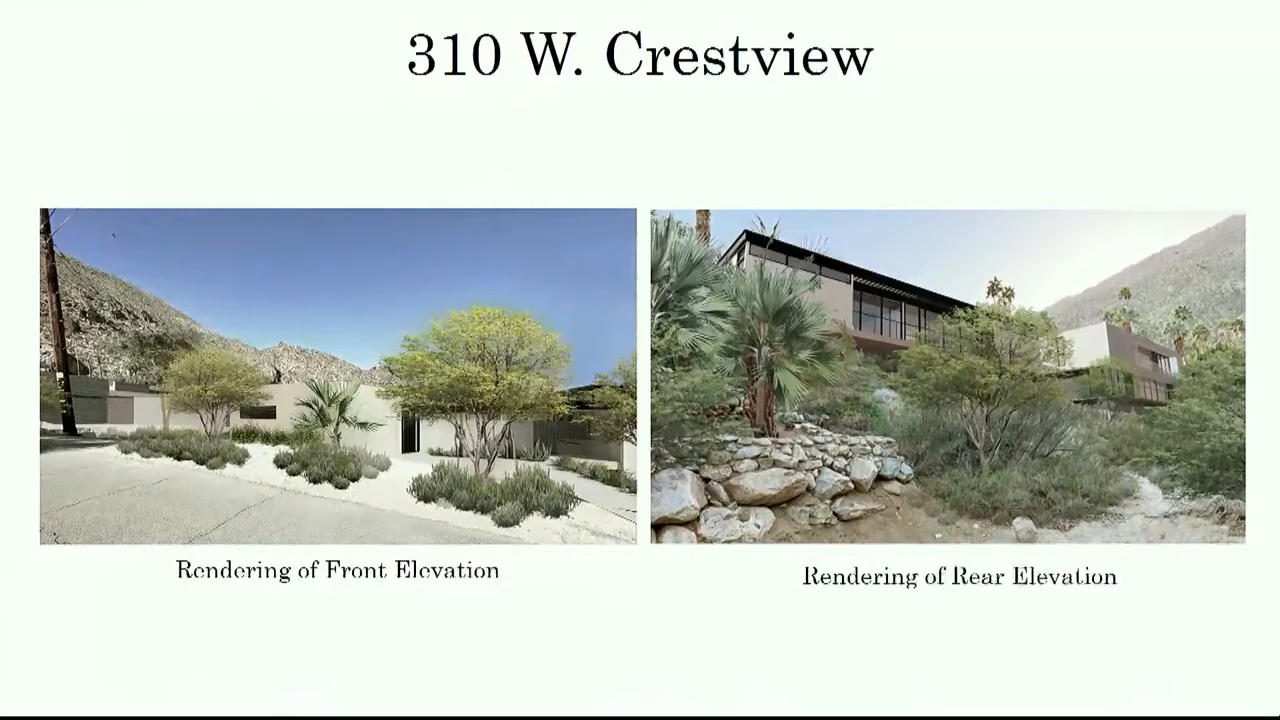 310 W. Crestview
Rendering of Front Elevation
Rendering of Rear Elevation